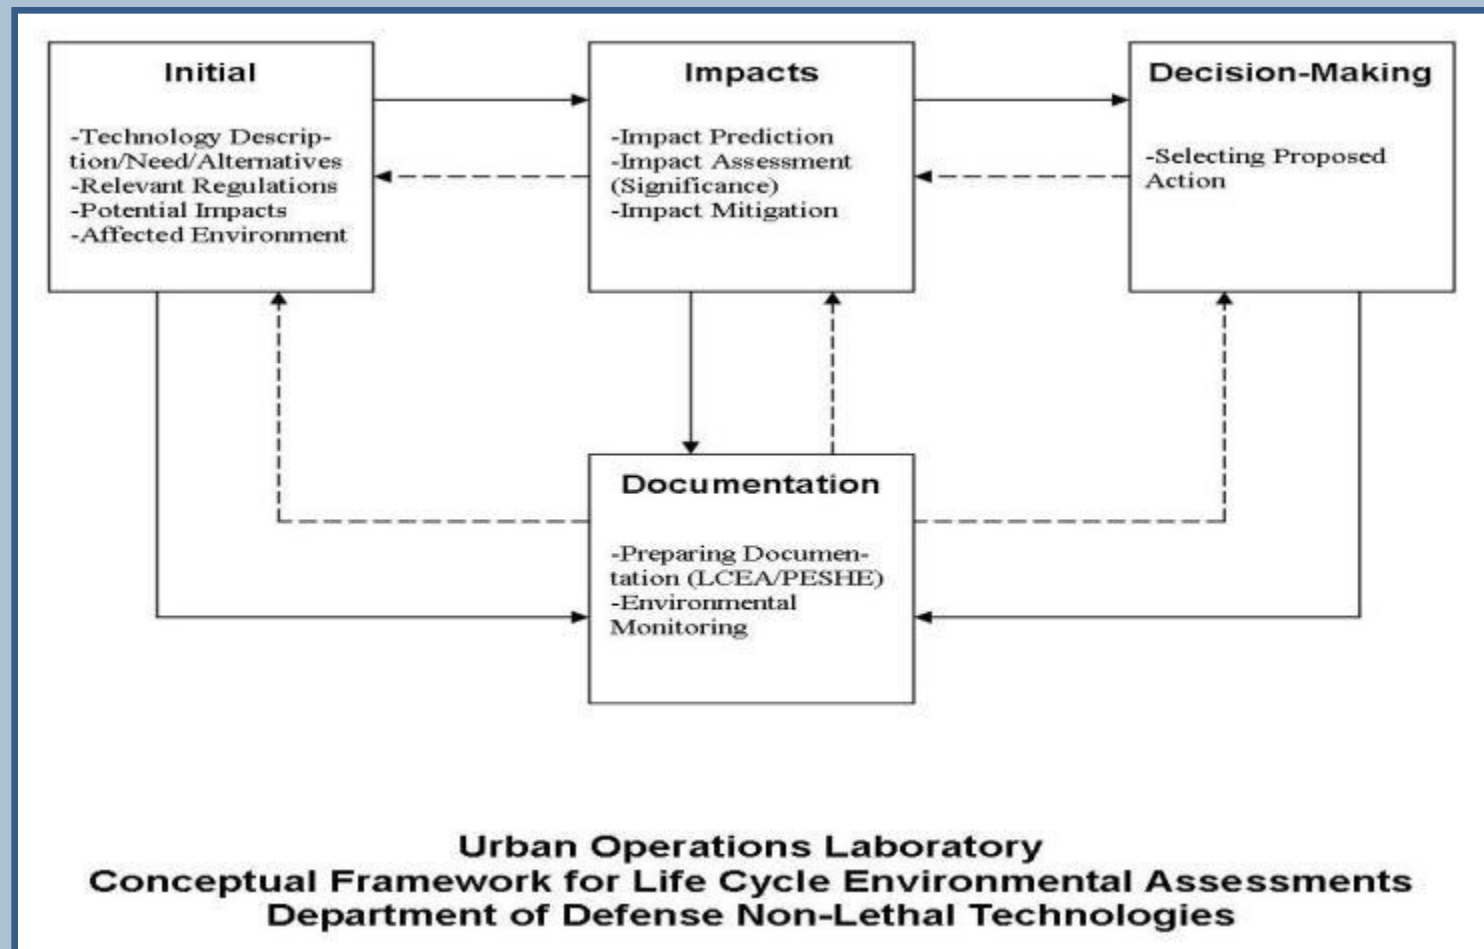 Initial
-Technology Descrip-
tion/Need/Alternatives
-Relevant Regulations
-Potential Impacts
-Affected Environment
Impacts
-Impact Prediction
-Impact Assessment
(Significance)
-Impact Mitigation
Decision-Making
-Selecting Proposed
Action
Documentation
-Preparing Documen-
tation (LCEA/PESHE)
-Environmental
Monitoring
Urban Operations Laboratory
Conceptual Framework for Life Cycle Environmental Assessments
Department of Defense Non-Lethal Technologies